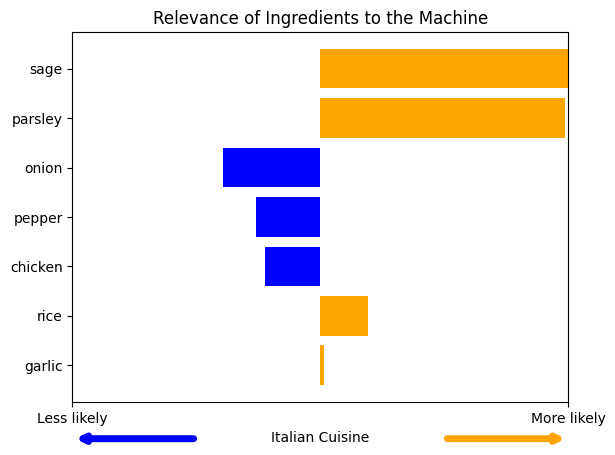 Relevance of Ingredients to the Machine
sage
parsley
onion
pepper
chicken
rice
garlic
Less likely
More likely
Italian Cuisine